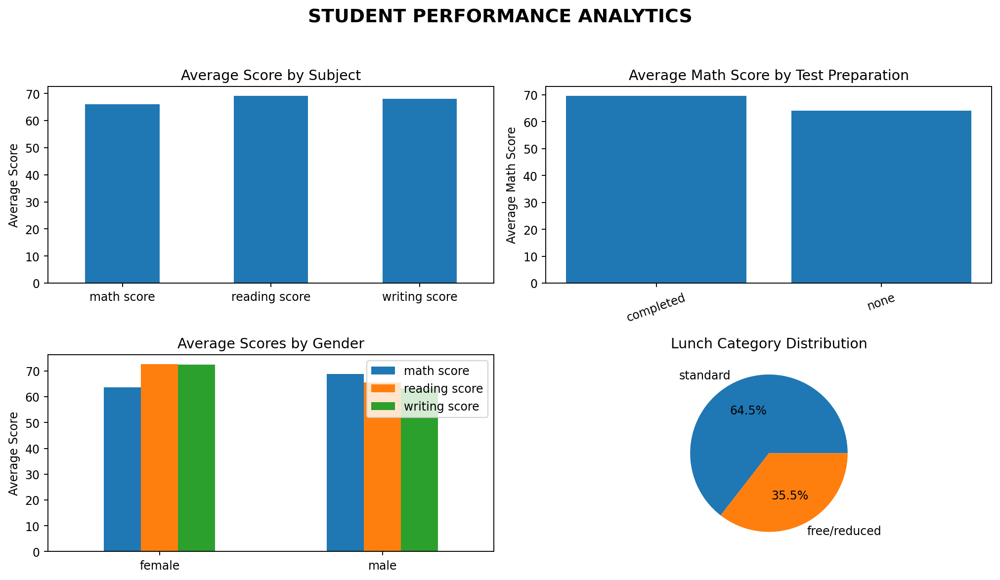 STUDENT PERFORMANCE ANALYTICS
Average Score by Subject
Average Score
70
60
50
40
30
20
10
0
math score
reading score
writing score
Average Math Score by Test Preparation
Average Math Score
70
60
50
40
30
20
10
0
completed
none
Average Scores by Gender
Average Score
70
60
50
40
30
20
10
0
math score
reading score
writing score
female
male
Lunch Category Distribution
standard
64.5%
35.5%
free/reduced